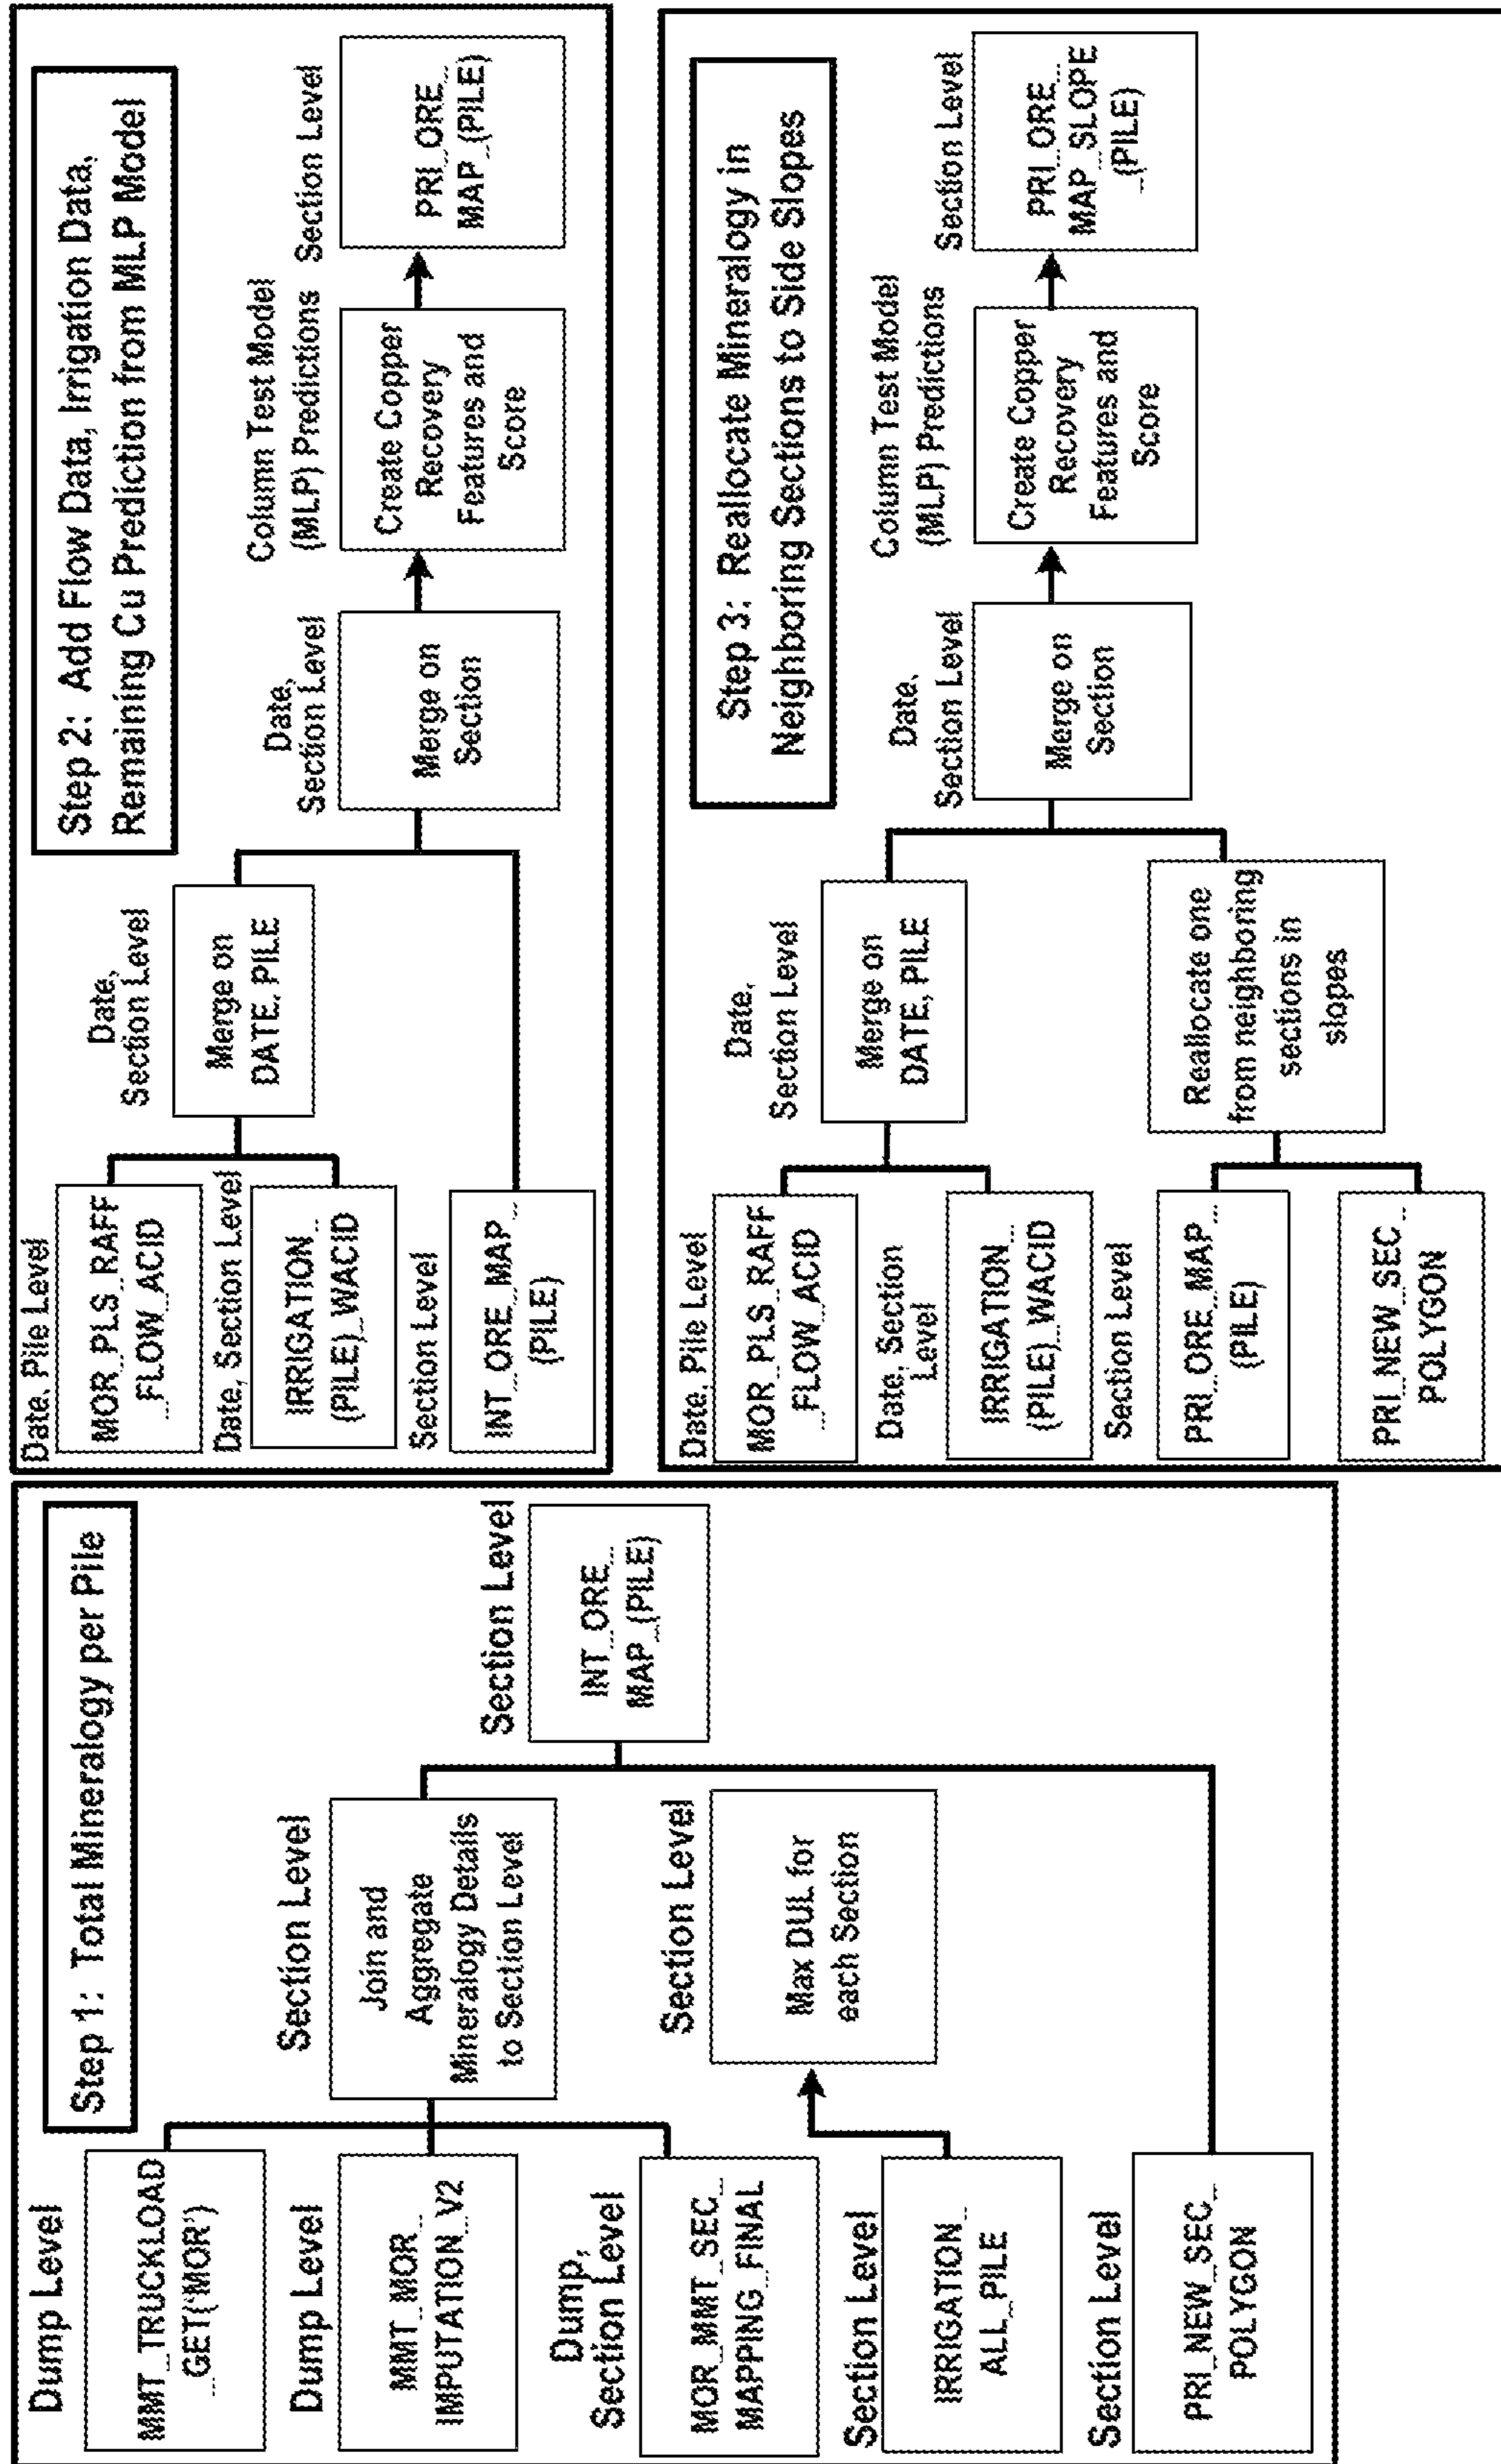 Step 1: Total Mineralogy per Pile
Dump Level
MMT_TRUCKLOAD
_GET('MOR')
Dump Level
MMT_MOR_
IMPUTATION_V2
Dump,
Section Level
MOR_MMT_SEC_
MAPPING_FINAL
Section Level
IRRIGATION_
ALL_PILE
Section Level
PRI_NEW_SEC_
POLYGON
Section Level
Join and
Aggregate
Mineralogy Details
to Section Level
Section Level
Max DUL for
each Section
Section Level
INT_ORE_
MAP_(PILE)
Step 2: Add Flow Data, Irrigation Data,
Remaining Cu Prediction from MLP Model
Date, Pile Level
MOR_PLS_RAFF
_FLOW_ACID
Date, Section Level
IRRIGATION_
(PILE)_WACID
Section Level
INT_ORE_MAP_
(PILE)
Date,
Section Level
Merge on
DATE, PILE
Date,
Section Level
Merge on
Section
Column Test Model
(MLP) Predictions
Create Copper
Recovery
Features and
Score
Section Level
PRI_ORE_
MAP_(PILE)
Step 3: Reallocate Mineralogy in
Neighboring Sections to Side Slopes
Date, Pile Level
MOR_PLS_RAFF
_FLOW_ACID
Date, Section
Level
IRRIGATION_
(PILE)_WACID
Section Level
PRI_ORE_MAP_
(PILE)
PRI_NEW_SEC_
POLYGON
Date,
Section Level
Merge on
DATE, PILE
Reallocate one
from neighboring
sections in
slopes
Date,
Section Level
Merge on
Section
Column Test Model
(MLP) Predictions
Create Copper
Recovery
Features and
Score
Section Level
PRI_ORE_
MAP_SLOPE
_(PILE)